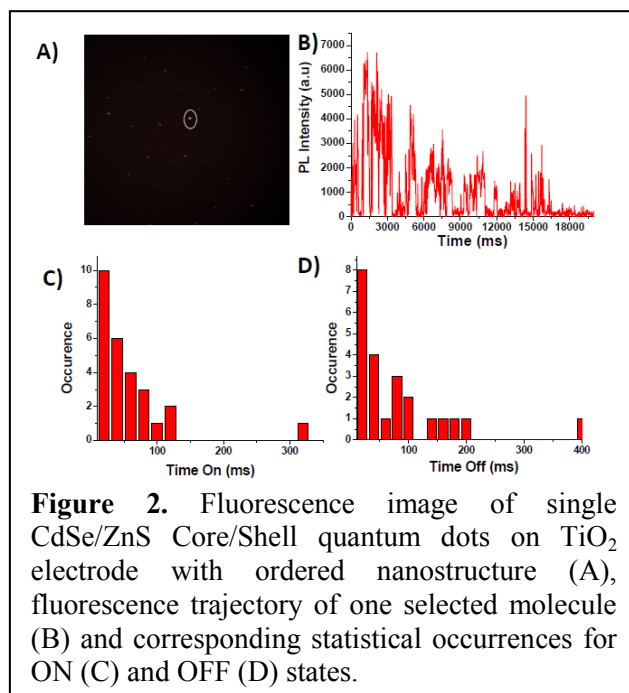 A)
B)
7000
6000
5000
4000
3000
2000
1000
0
PL Intensity (a.u)
0 3000 6000 9000 12000 15000 18000
Time (ms)
C)
10
8
6
4
2
0
Occurence
100 200 300
Time On (ms)
D)
8
7
6
5
4
3
2
1
0
Occurence
0 100 200 400
Time Off (ms)
Figure 2. Fluorescence image of single
CdSe/ZnS Core/Shell quantum dots on TiO₂
electrode with ordered nanostructure (A),
fluorescence trajectory of one selected molecule
(B) and corresponding statistical occurrences for
ON (C) and OFF (D) states.